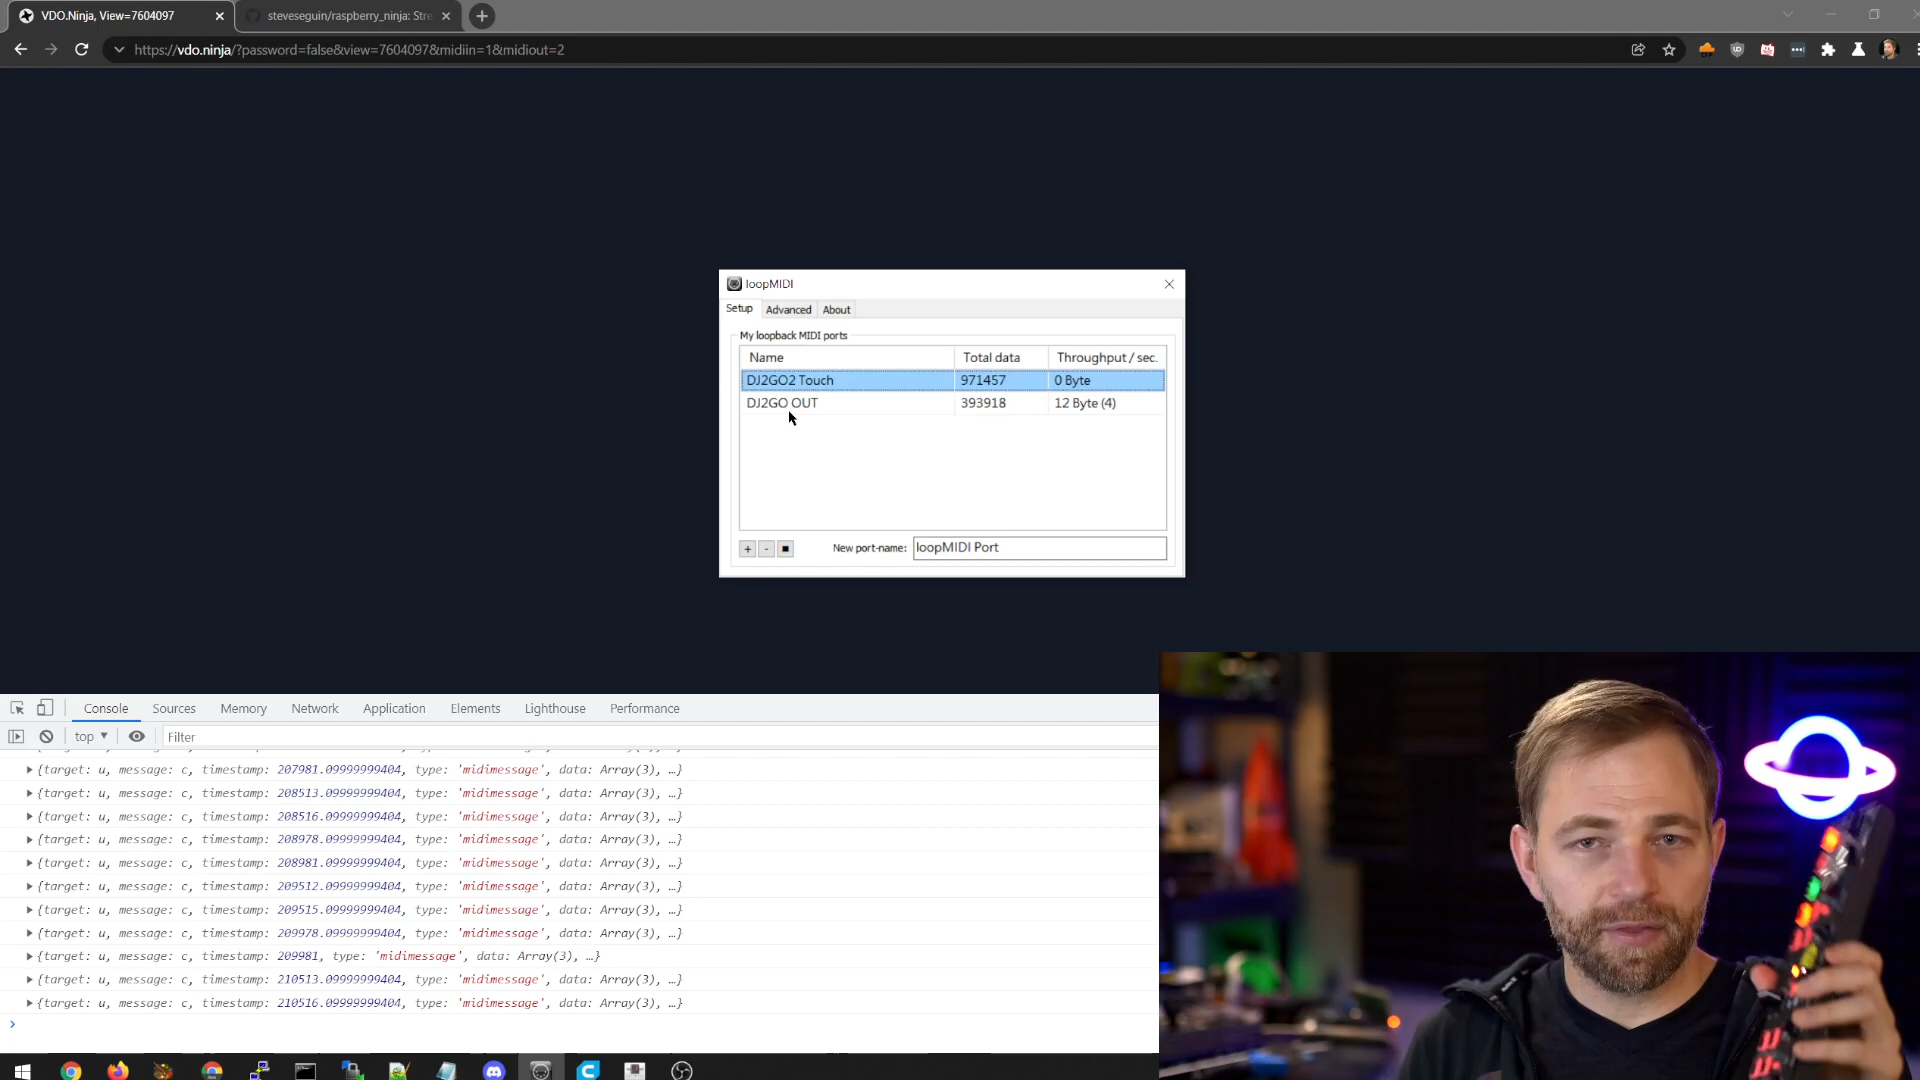 VDO.Ninja, View=7604097
steveseguin/raspberry_ninja: Stre
https://vdo.ninja/?password=false&view=7604097&midiin=1&midiout=2
loopMIDI
Setup Advanced About
My loopback MIDI ports
Name Total data Throughput / sec.
DJ2GO2 Touch 971457 0 Byte
DJ2GO OUT 393918 12 Byte (4)
+ - New port-name: loopMIDI Port
Console Sources Memory Network Application Elements Lighthouse Performance
top ▼ Filter
▶{target: u, message: c, timestamp: 207981.09999999404, type: 'midimessage', data: Array(3), …}
▶{target: u, message: c, timestamp: 208513.09999999404, type: 'midimessage', data: Array(3), …}
▶{target: u, message: c, timestamp: 208516.09999999404, type: 'midimessage', data: Array(3), …}
▶{target: u, message: c, timestamp: 208978.09999999404, type: 'midimessage', data: Array(3), …}
▶{target: u, message: c, timestamp: 208981.09999999404, type: 'midimessage', data: Array(3), …}
▶{target: u, message: c, timestamp: 209512.09999999404, type: 'midimessage', data: Array(3), …}
▶{target: u, message: c, timestamp: 209515.09999999404, type: 'midimessage', data: Array(3), …}
▶{target: u, message: c, timestamp: 209978.09999999404, type: 'midimessage', data: Array(3), …}
▶{target: u, message: c, timestamp: 209981, type: 'midimessage', data: Array(3), …}
▶{target: u, message: c, timestamp: 210513.09999999404, type: 'midimessage', data: Array(3), …}
▶{target: u, message: c, timestamp: 210516.09999999404, type: 'midimessage', data: Array(3), …}